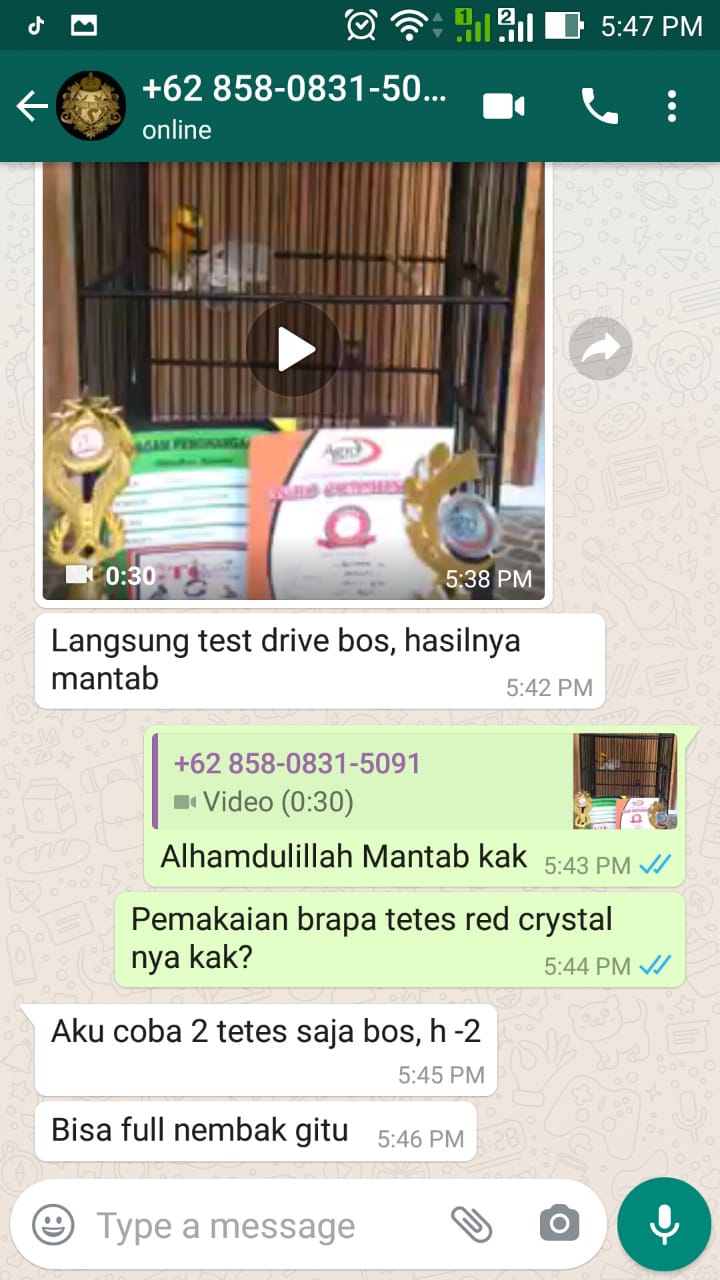 1
2
5:47 PM
+62 858-0831-50...
online
Agro
0:30
5:38 PM
Langsung test drive bos, hasilnya
mantab
5:42 PM
+62 858-0831-5091
Video (0:30)
Alhamdulillah Mantab kak
5:43 PM
Pemakaian brapa tetes red crystal
nya kak?
5:44 PM
Aku coba 2 tetes saja bos, h -2
5:45 PM
Bisa full nembak gitu
5:46 PM
Type a message